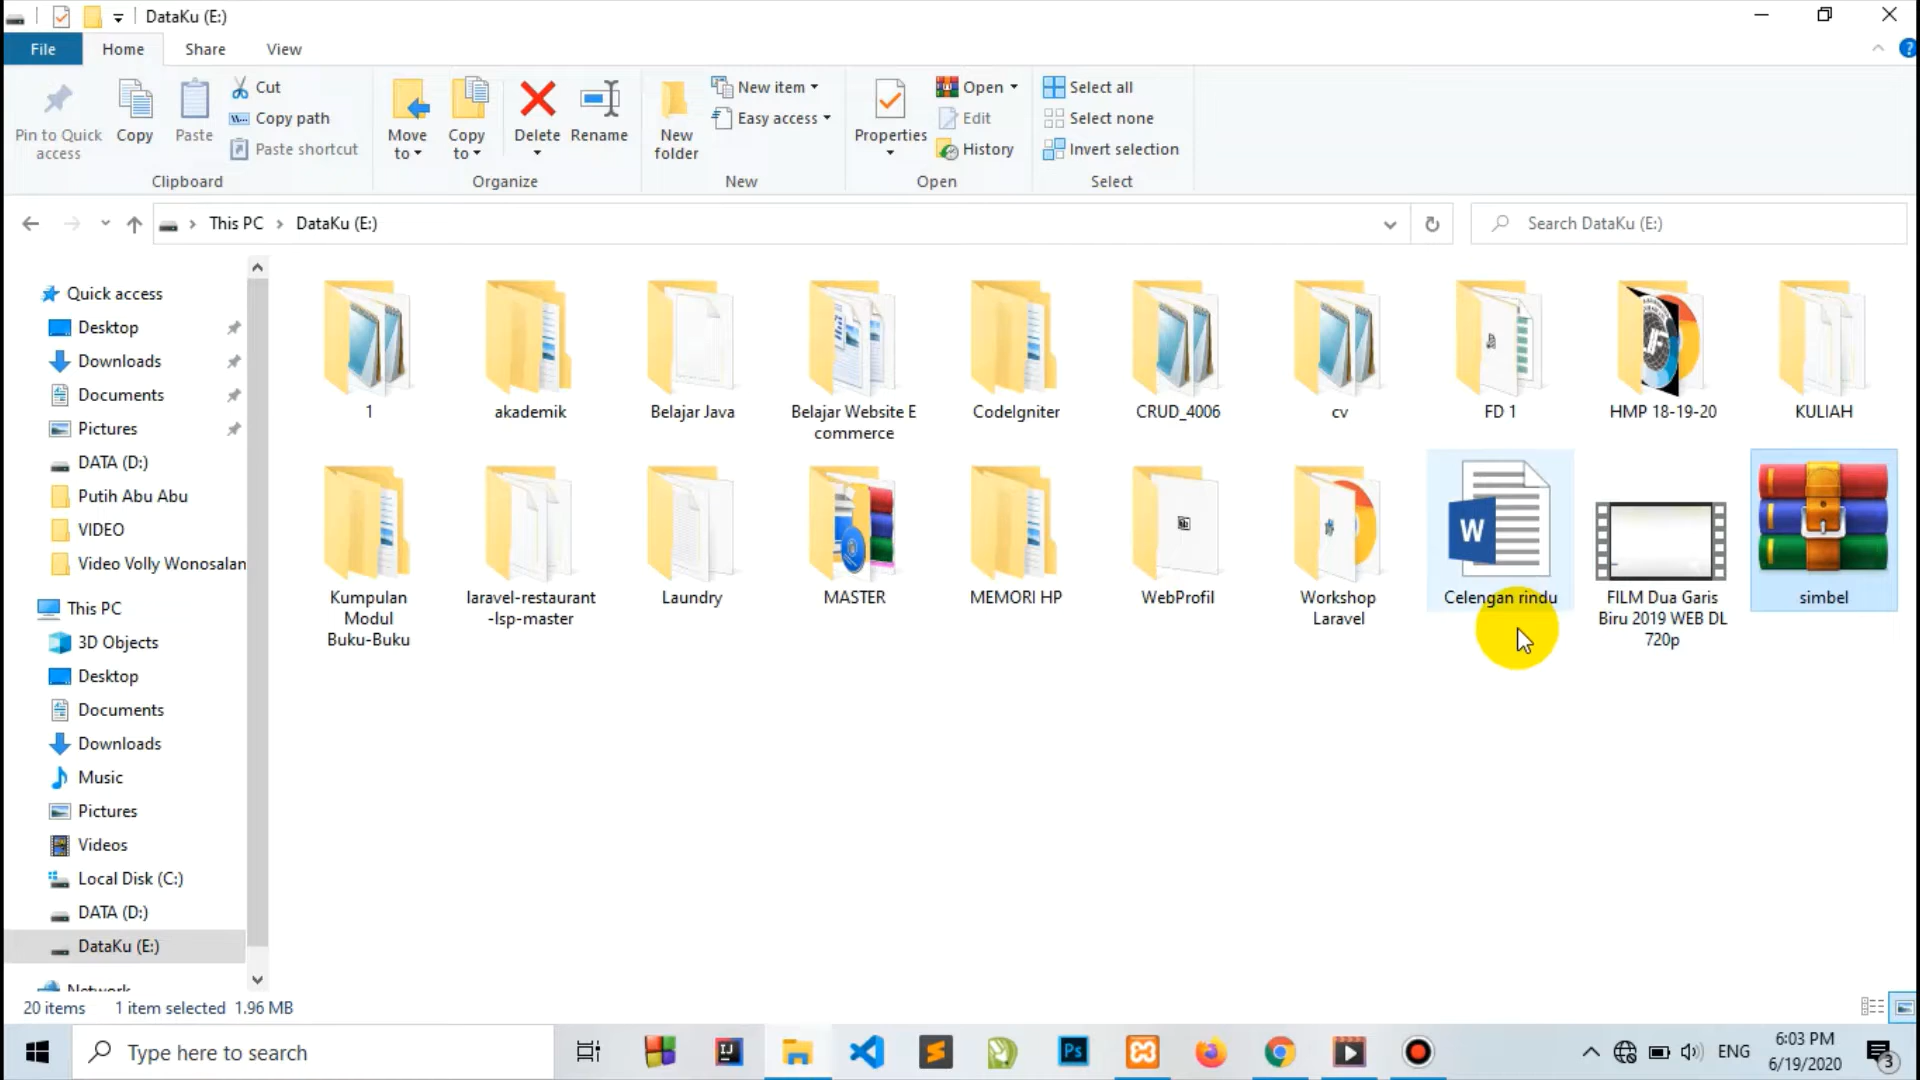 DataKu (E:)
File Home Share View
Pin to Quick access
Copy
Paste
Cut
Copy path
Paste shortcut
Clipboard
Move to
Copy to
Delete
Rename
Organize
New folder
New item
Easy access
New
Properties
Open
Edit
History
Open
Select all
Select none
Invert selection
Select
This PC > DataKu (E:)
Search DataKu (E:)
Quick access
Desktop
Downloads
Documents
Pictures
DATA (D:)
Putih Abu Abu
VIDEO
Video Volly Wonosalan
This PC
3D Objects
Desktop
Documents
Downloads
Music
Pictures
Videos
Local Disk (C:)
DATA (D:)
DataKu (E:)
Network
1
akademik
Belajar Java
Belajar Website E
commerce
CodeIgniter
CRUD_4006
cv
FD 1
HMP 18-19-20
KULIAH
Kumpulan
Modul
Buku-Buku
laravel-restaurant
-lsp-master
Laundry
MASTER
MEMORI HP
WebProfil
Workshop
Laravel
Celengan rindu
FILM Dua Garis
Biru 2019 WEB DL
720p
simbel
20 items 1 item selected 1.96 MB
Type here to search
ENG
6:03 PM
6/19/2020
3